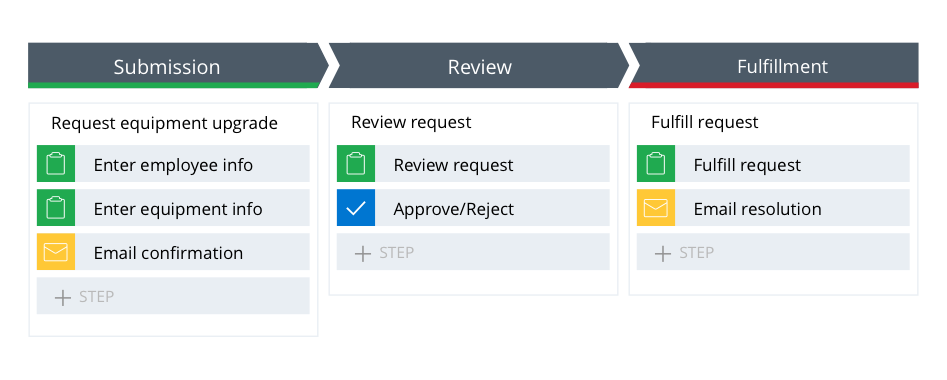 Submission
Review
Fulfillment
Request equipment upgrade
Enter employee info
Enter equipment info
Email confirmation
STEP
Review request
Review request
Approve/Reject
STEP
Fulfill request
Fulfill request
Email resolution
STEP